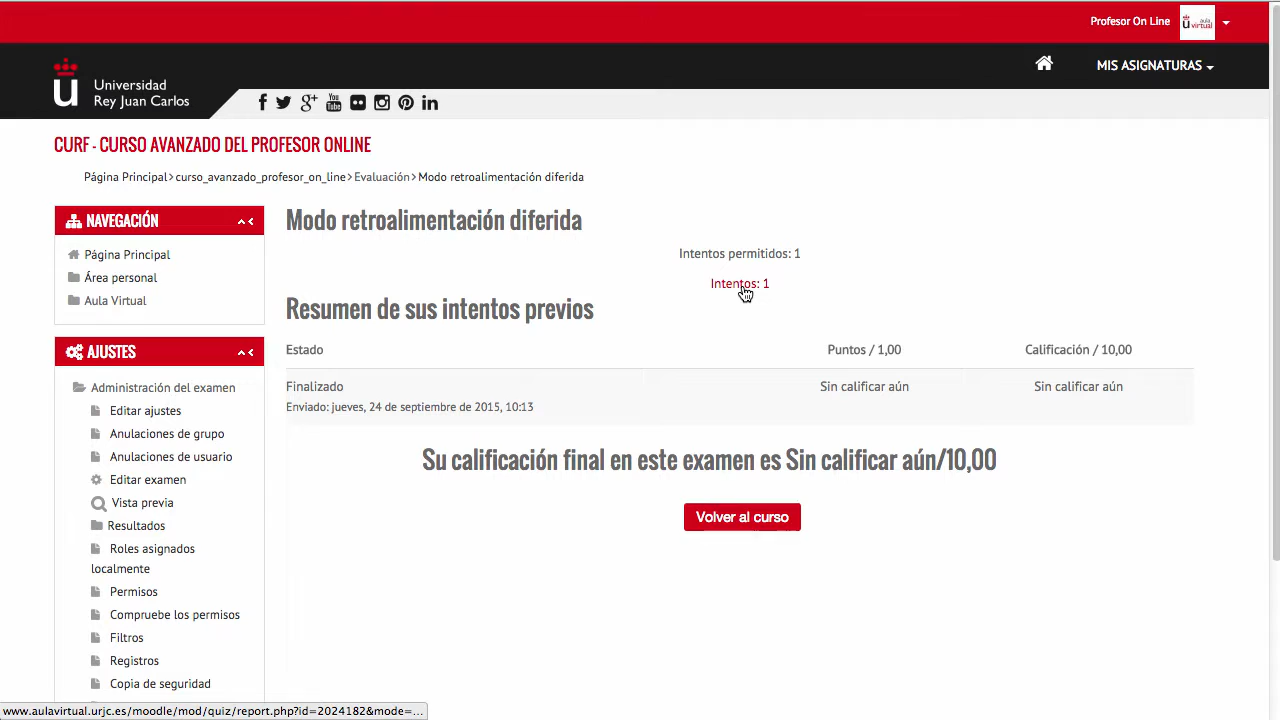 Profesor On Line
aula virtual
MIS ASIGNATURAS
Universidad
Rey Juan Carlos
CURF - CURSO AVANZADO DEL PROFESOR ONLINE
Página Principal > curso_avanzado_profesor_on_line > Evaluación > Modo retroalimentación diferida
NAVEGACIÓN
Página Principal
Área personal
Aula Virtual
AJUSTES
Administración del examen
Editar ajustes
Anulaciones de grupo
Anulaciones de usuario
Editar examen
Vista previa
Resultados
Roles asignados
localmente
Permisos
Compruebe los permisos
Filtros
Registros
Copia de seguridad
Modo retroalimentación diferida
Intentos permitidos: 1
Intentos: 1
Resumen de sus intentos previos
Estado Puntos / 1,00 Calificación / 10,00
Finalizado Sin calificar aún Sin calificar aún
Enviado: jueves, 24 de septiembre de 2015, 10:13
Su calificación final en este examen es Sin calificar aún/10,00
Volver al curso
www.aulavirtual.urjc.es/moodle/mod/quiz/report.php?id=2024182&mode=...